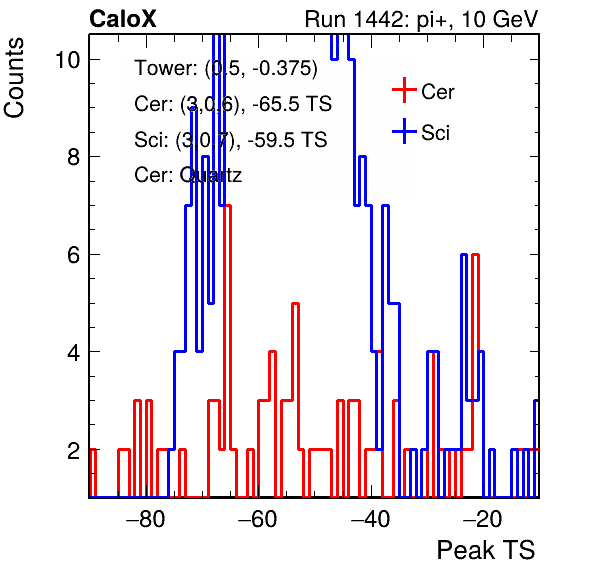 CaloX Run 1442: pi+, 10 GeV
Counts
10
8
6
4
2
Tower: (0.5, -0.375)
Cer: (3,0,6), -65.5 TS
Sci: (3,0,7), -59.5 TS
Cer: Quartz
Cer
Sci
−80 −60 −40 −20
Peak TS